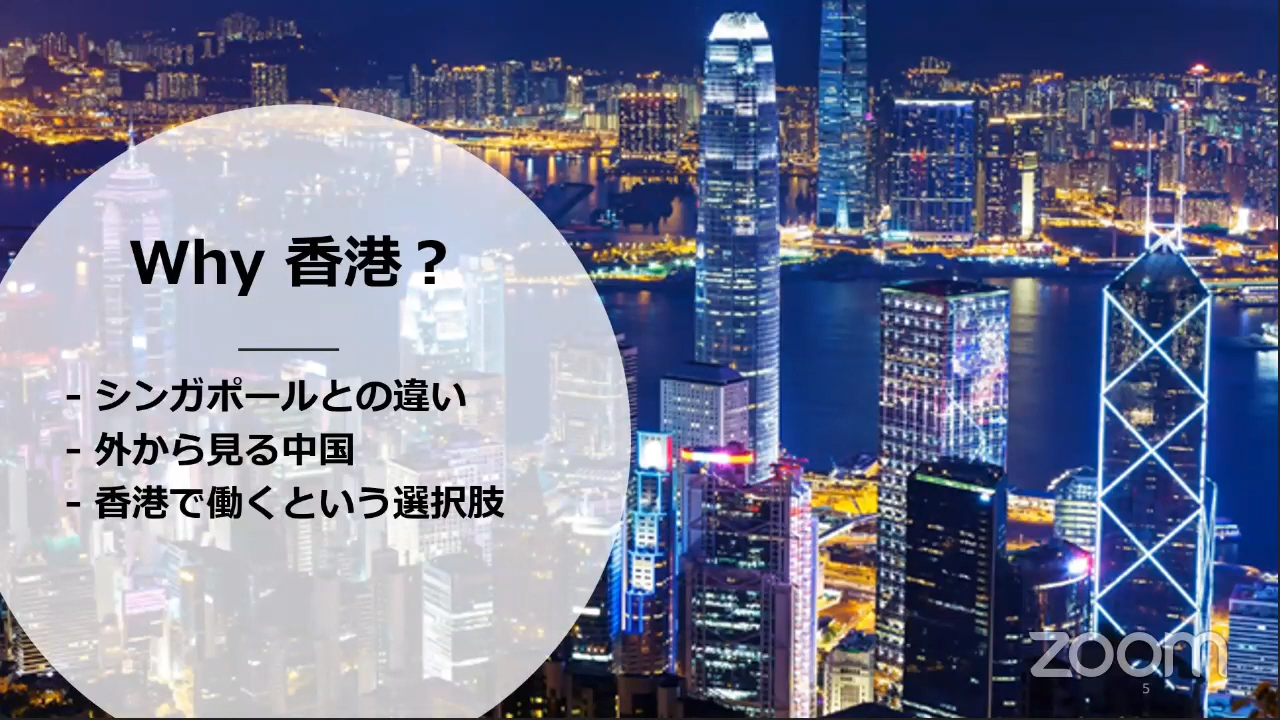 Why 香港？
- シンガポールとの違い
- 外から見る中国
- 香港で働くという選択肢
zoom
5